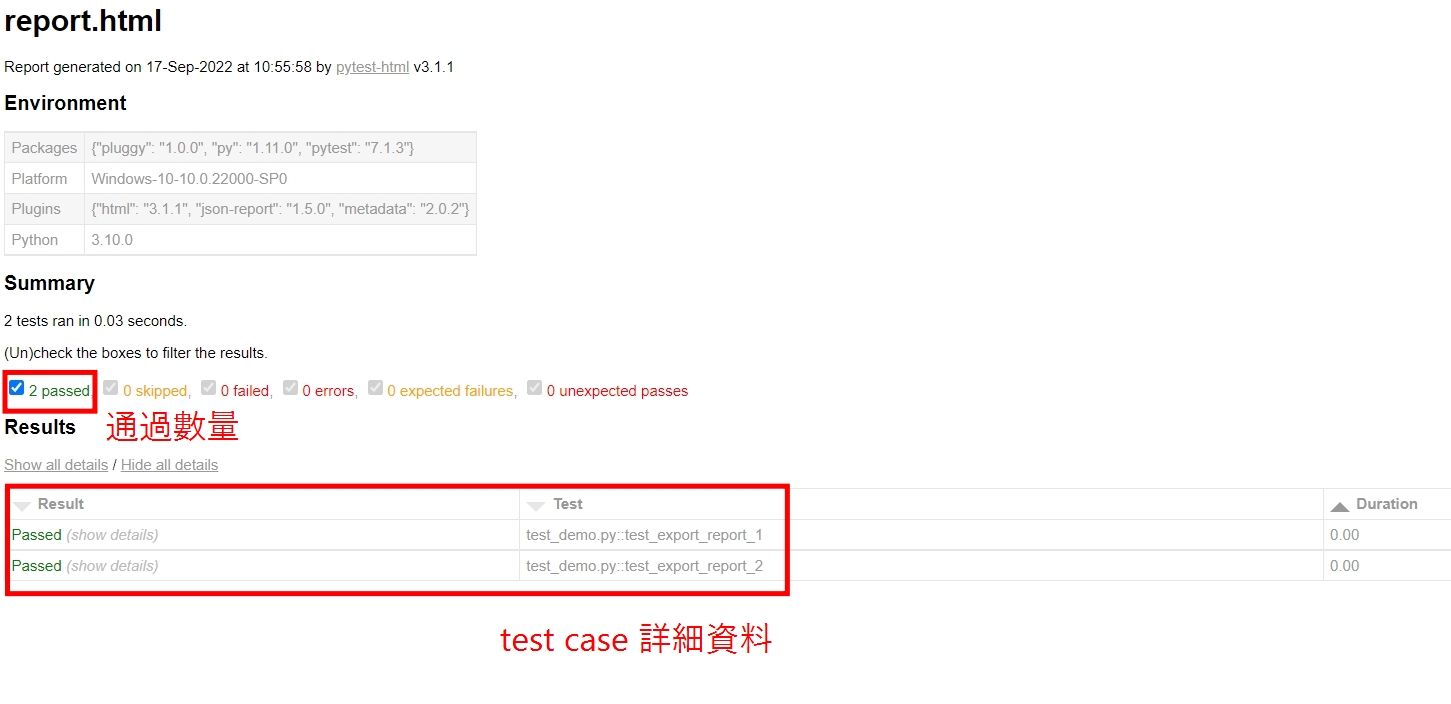 report.html
Report generated on 17-Sep-2022 at 10:55:58 by pytest-html v3.1.1
Environment
Packages {"pluggy": "1.0.0", "py": "1.11.0", "pytest": "7.1.3"}
Platform Windows-10-10.0.22000-SP0
Plugins {"html": "3.1.1", "json-report": "1.5.0", "metadata": "2.0.2"}
Python 3.10.0
Summary
2 tests ran in 0.03 seconds.
(Un)check the boxes to filter the results.
2 passed, 0 skipped, 0 failed, 0 errors, 0 expected failures, 0 unexpected passes
通過數量
Results
Show all details / Hide all details
Result Test Duration
Passed (show details) test_demo.py::test_export_report_1 0.00
Passed (show details) test_demo.py::test_export_report_2 0.00
test case 詳細資料